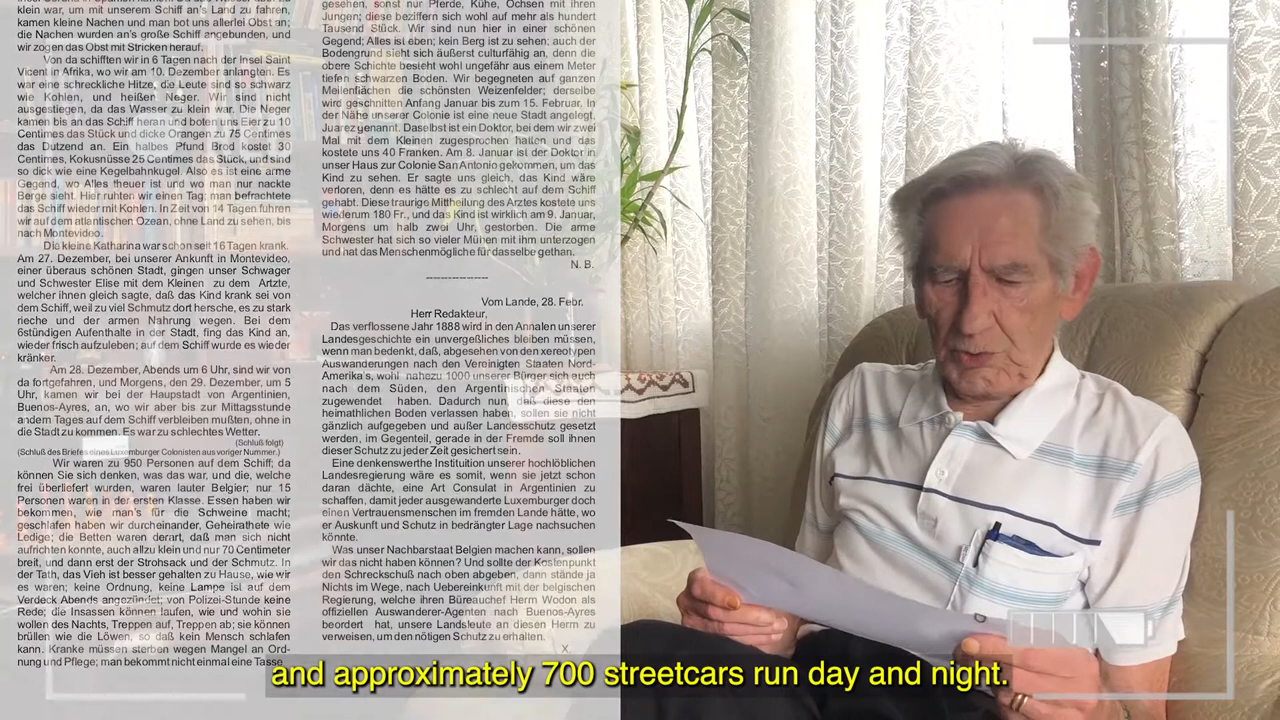 klein war, um mit unserem Schiff an's Land zu fahren,
kamen kleine Nachen und man bot uns allerlei Obst an;
die Nachen wurden an's große Schiff angebunden, und
wir zogen das Obst mit Stricken herauf.
Von da schifften wir in 6 Tagen nach der Insel Saint
Vicent in Afrika, wo wir am 10. Dezember anlangten. Es
war eine schreckliche Hitze, die Leute sind so schwarz
wie Kohlen, und heißen Neger. Wir sind nicht
ausgestiegen, da das Wasser zu klein war. Die Neger
kamen bis an das Schiff heran und boten uns Eier zu 10
Centimes das Stück und dicke Orangen zu 75 Centimes
das Dutzend an. Ein halbes Pfund Brod kostet 30
Centimes, Kokusnüsse 25 Centimes das Stück, und sind
so dick wie eine Kegelbahnkugel. Also es ist eine arme
Gegend, wo Alles theuer ist und wo man nur nackte
Berge sieht. Hier ruhten wir einen Tag; man befrachtete
das Schiff wieder mit Kohlen. In Zeit von 14 Tagen fuhren
wir auf dem atlantischen Ozean, ohne Land zu sehen, bis
nach Montevideo.
Die kleine Katharina war schon seit 16 Tagen krank.
Am 27. Dezember, bei unserer Ankunft in Montevideo,
einer überaus schönen Stadt, gingen unser Schwager
und Schwester Elise mit dem Kleinen zu dem Artzte,
welcher ihnen gleich sagte, daß das Kind krank sei von
dem Schiff, weil zu viel Schmutz dort hersche, es zu stark
rieche und der armen Nahrung wegen. Bei dem
6stündigen Aufenthalte in der Stadt, fing das Kind an,
wieder frisch aufzuleben; auf dem Schiff wurde es wieder
kränker.
Am 28. Dezember, Abends um 6 Uhr, sind wir von
da fortgefahren, und Morgens, den 29. Dezember, um 5
Uhr, kamen wir bei der Haupstadt von Argentinien,
Buenos-Ayres, an, wo wir aber bis zur Mittagsstunde
andern Tages auf dem Schiff verbleiben mußten, ohne in
die Stadt zu kommen. Es war zu schlechtes Wetter.
(Schluß folgt)
(Schluß des Briefes eines Luxemburger Colonisten aus voriger Nummer.)
Wir waren zu 950 Personen auf dem Schiff; da
können Sie sich denken, was das war, und die, welche
frei überliefert wurden, waren lauter Belgier; nur 15
Personen waren in der ersten Klasse. Essen haben wir
bekommen, wie man's für die Schweine macht;
geschlafen haben wir durcheinander, Geheirathete wie
Ledige; die Betten waren derart, daß man sich nicht
aufrichten konnte, auch allzu klein und nur 70 Centimeter
breit, und dann erst der Strohsack und der Schmutz. In
der Tath, das Vieh ist besser gehalten zu Hause, wie wir
es waren; keine Ordnung, keine Lampe ist auf dem
Verdeck Abends angezündet; von Polizei-Stunde keine
Rede; die Insassen können laufen, wie und wohin sie
wollen des Nachts, Treppen auf, Treppen ab; sie können
brüllen wie die Löwen, so daß kein Mensch schlafen
kann. Kranke müssen sterben wegen Mangel an Ord-
nung und Pflege; man bekommt nicht einmal eine Tasse
gesehen, sonst nur Pferde, Kühe, Ochsen mit ihren
Jungen; diese beziffern sich wohl auf mehr als hundert
Tausend Stück. Wir sind nun hier in einer schönen
Gegend; Alles ist eben; kein Berg ist zu sehen; auch der
Bodengrund sieht sich äußerst culturfähig an, denn die
obere Schichte besteht wohl ungefähr aus einem Meter
tiefen schwarzen Boden. Wir begegneten auf ganzen
Meilenflächen die schönsten Weizenfelder; derselbe
wird geschnitten Anfang Januar bis zum 15. Februar. In
der Nähe unserer Colonie ist eine neue Stadt angelegt,
Juarez genannt. Daselbst ist ein Doktor, bei dem wir zwei
Mal mit dem Kleinen zugesprochen hatten und das
kostete uns 40 Franken. Am 8. Januar ist der Doktor in
unser Haus zur Colonie San Antonio gekommen, um das
Kind zu sehen. Er sagte uns gleich, das Kind wäre
verloren, denn es hätte es zu schlecht auf dem Schiff
gehabt. Diese traurige Mittheilung des Arztes kostete uns
wiederum 180 Fr., und das Kind ist wirklich am 9. Januar,
Morgens um halb zwei Uhr, gestorben. Die arme
Schwester hat sich so vieler Mühen mit ihm unterzogen
und hat das Menschenmögliche für dasselbe gethan.
N. B.
-----------------
Vom Lande, 28. Febr.
Herr Redakteur,
Das verflossene Jahr 1888 wird in den Annalen unserer
Landesgeschichte ein unvergeßliches bleiben müssen,
wenn man bedenkt, daß, abgesehen von den xereotypen
Auswanderungen nach den Vereinigten Staaten Nord-
Amerika's, wohl nahezu 1000 unserer Bürger sich auch
nach dem Süden, den Argentinischen Staaten
zugewendet haben. Dadurch nun, daß diese den
heimathlichen Boden verlassen haben, sollen sie nicht
gänzlich aufgegeben und außer Landesschutz gesetzt
werden, im Gegenteil, gerade in der Fremde soll ihnen
dieser Schutz zu jeder Zeit gesichert sein.
Eine denkenswerthe Instituition unserer hochlöblichen
Landesregierung wäre es somit, wenn sie jetzt schon
daran dächte, eine Art Consulat in Argentinien zu
schaffen, damit jeder ausgewanderte Luxemburger doch
einen Vertrauensmenschen im fremden Lande hätte, wo
er Auskunft und Schutz in bedrängter Lage nachsuchen
könnte.
Was unser Nachbarstaat Belgien machen kann, sollen
wir das nicht haben können? Und sollte der Kostenpunkt
den Schreckschuß nach oben abgeben, dann stände ja
Nichts im Wege, nach Uebereinkunft mit der belgischen
Regierung, welche ihren Büreauchef Herrn Wodon als
offiziellen Auswanderer-Agenten nach Buenos-Ayres
beordert hat, unsere Landsleute an diesen Herrn zu
verweisen, um den nötigen Schutz zu erhalten.
X.
and approximately 700 streetcars run day and night.